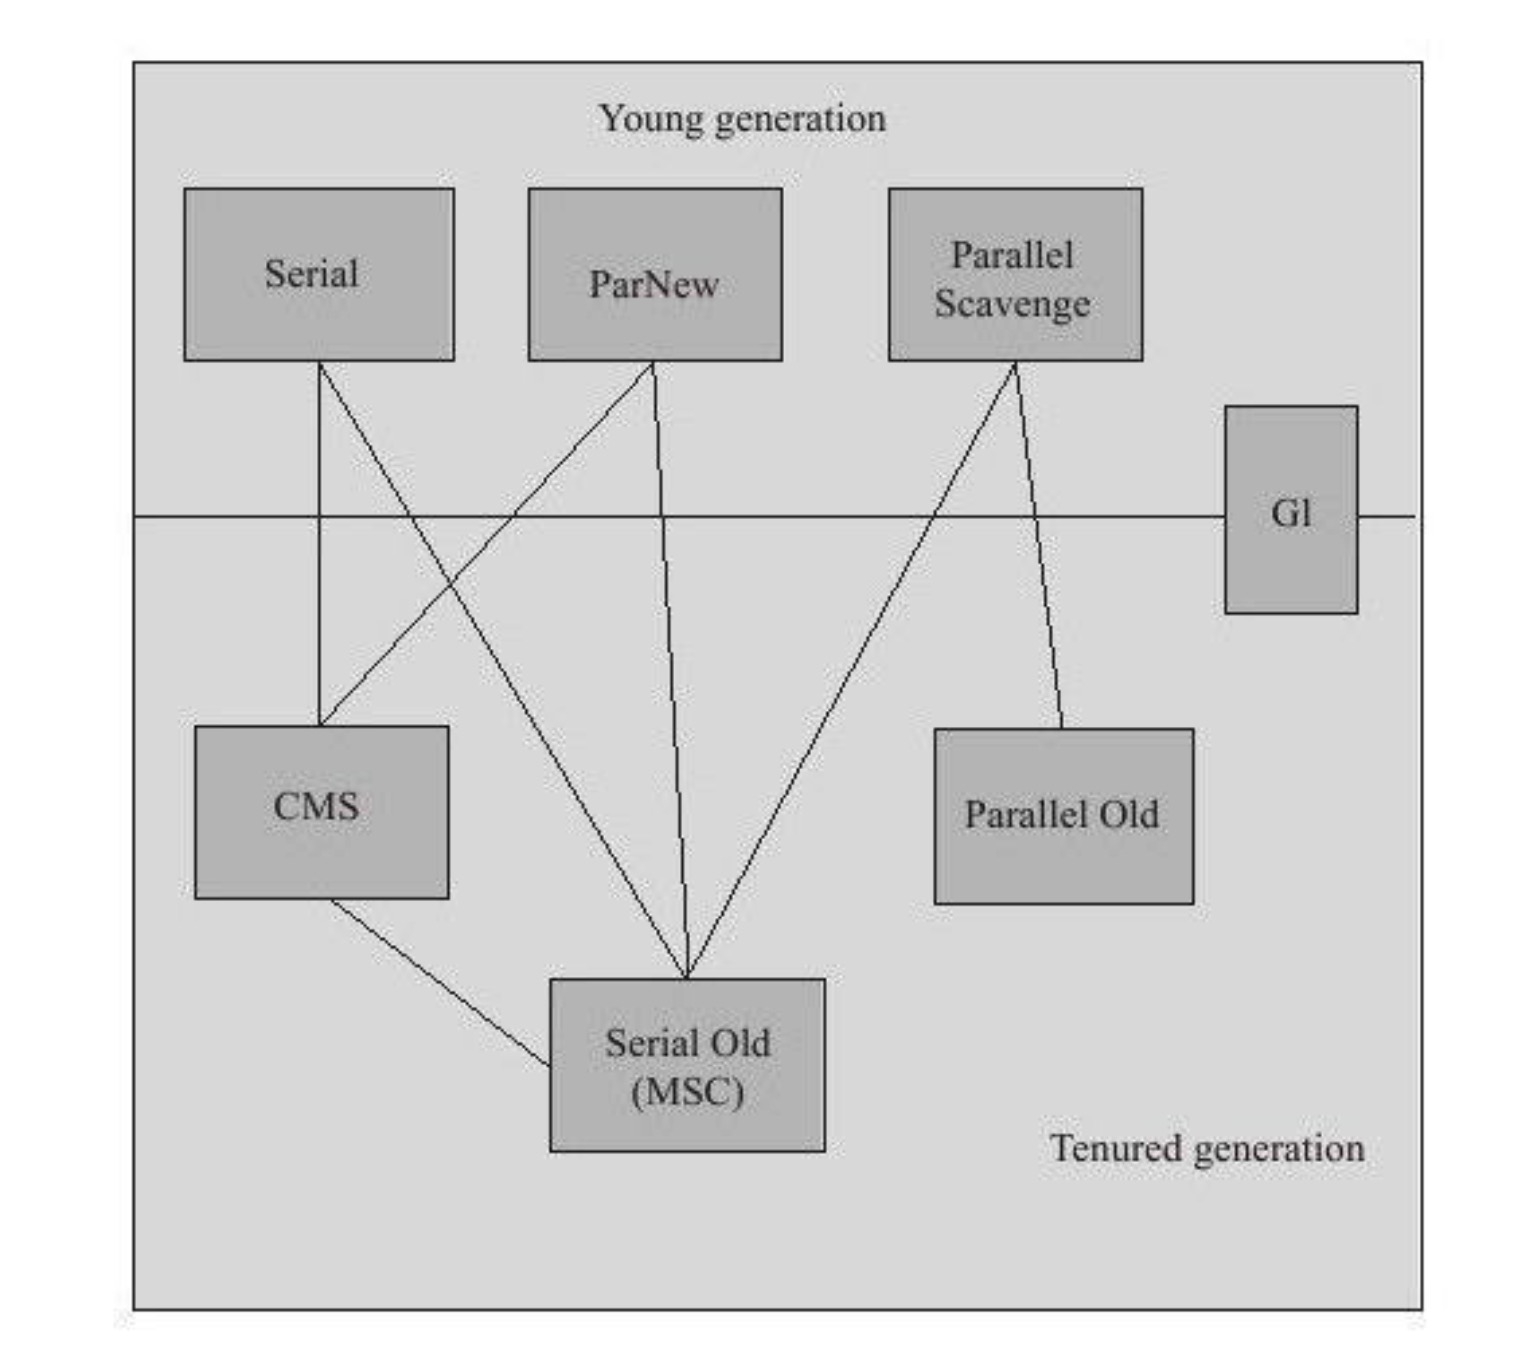 Young generation
Serial
ParNew
Parallel
Scavenge
Gl
CMS
Parallel Old
Serial Old
(MSC)
Tenured generation